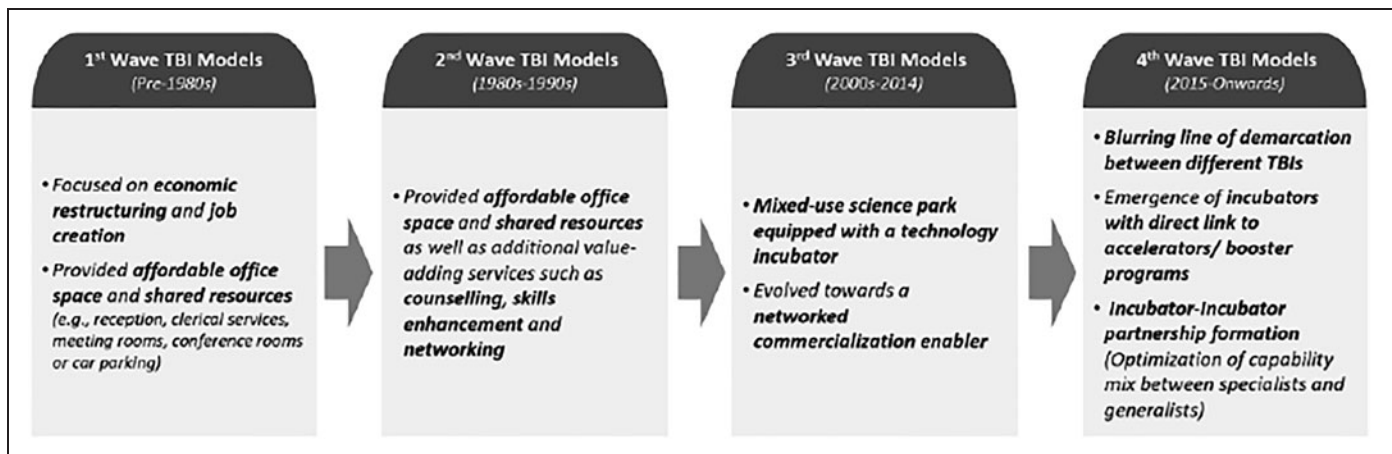 1st Wave TBI Models
(Pre-1980s)
• Focused on economic
restructuring and job
creation
• Provided affordable office
space and shared resources
(e.g., reception, clerical services,
meeting rooms, conference rooms
or car parking)
2nd Wave TBI Models
(1980s-1990s)
• Provided affordable office
space and shared resources
as well as additional value-
adding services such as
counselling, skills
enhancement and
networking
3rd Wave TBI Models
(2000s-2014)
• Mixed-use science park
equipped with a technology
incubator
• Evolved towards a
networked
commercialization enabler
4th Wave TBI Models
(2015-Onwards)
• Blurring line of demarcation
between different TBIs
• Emergence of incubators
with direct link to
accelerators/ booster
programs
• Incubator-Incubator
partnership formation
(Optimization of capability
mix between specialists and
generalists)